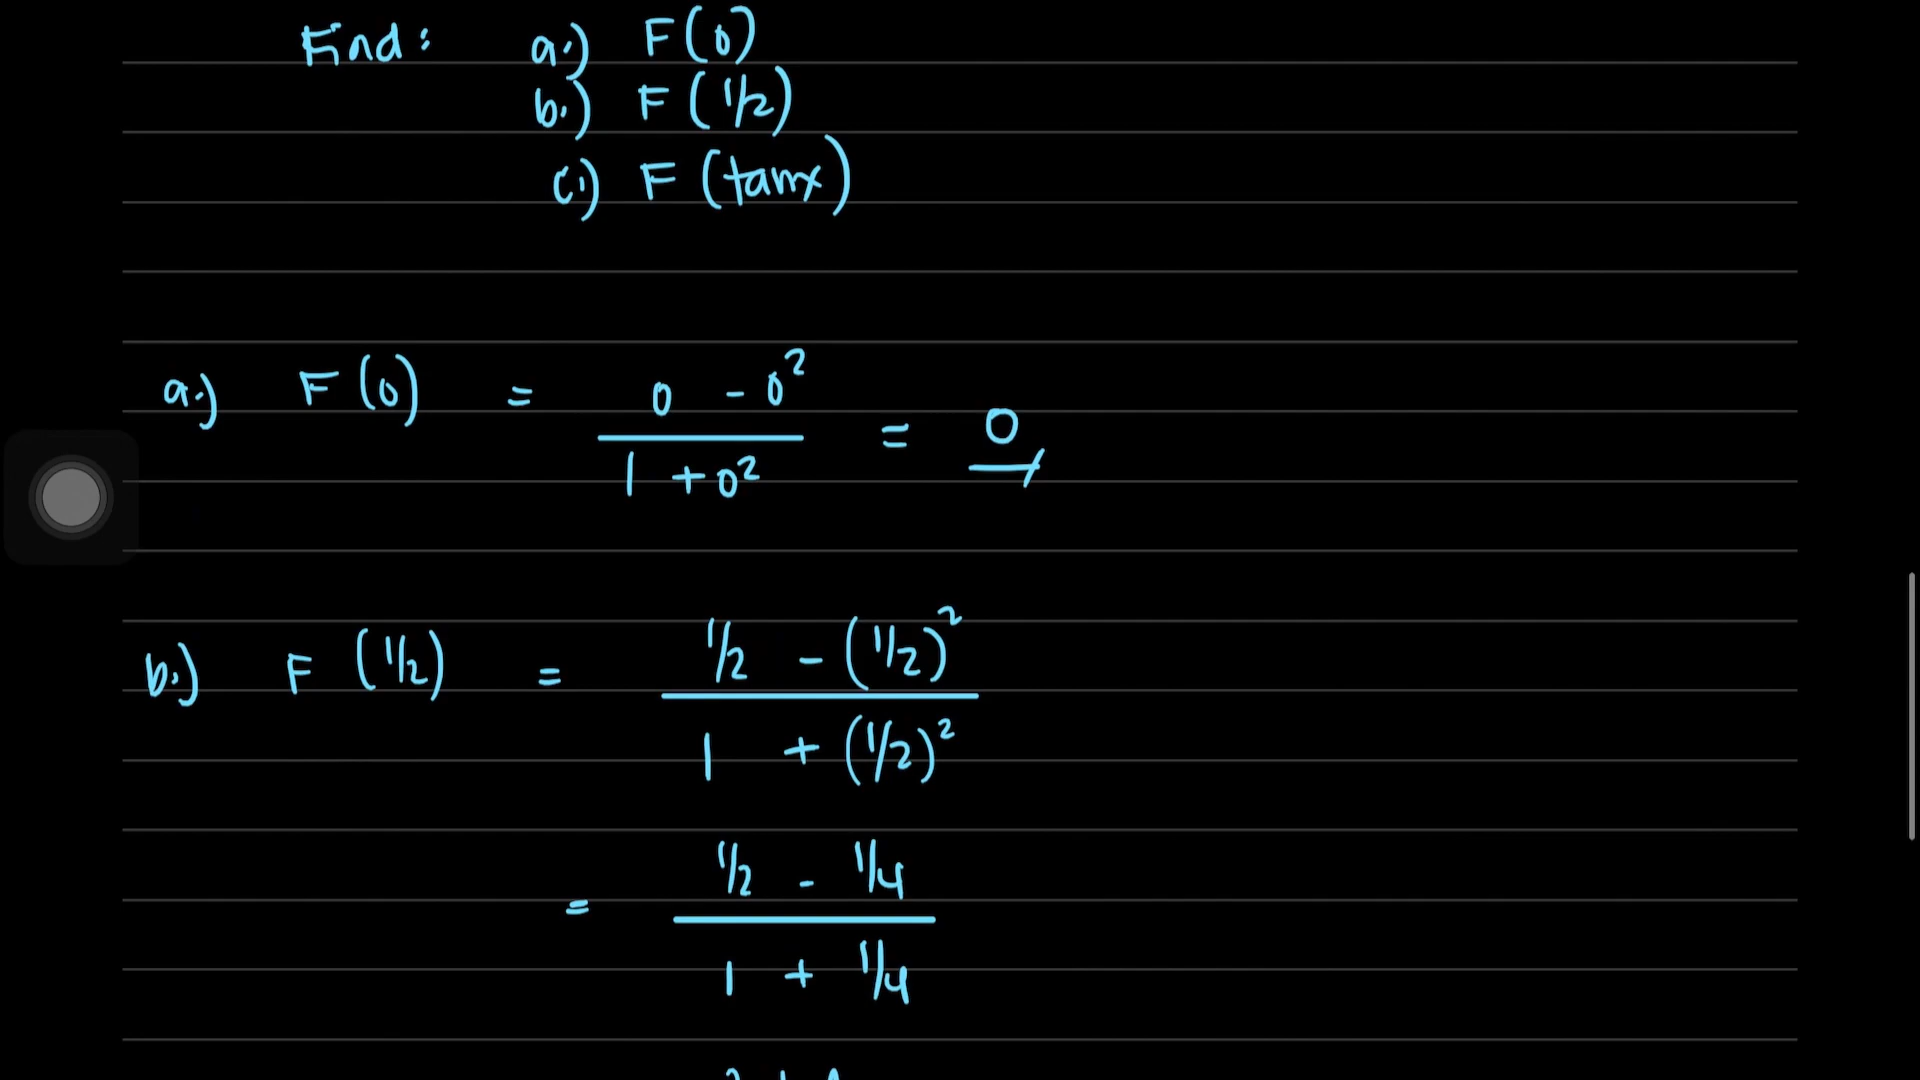 Find: a.) F(0)
b.) F(1/2)
c.) F(tanx)
a.) F(0) = 0 - 0² / 1 + 0² = 0
b.) F(1/2) = 1/2 - (1/2)² / 1 + (1/2)²
= 1/2 - 1/4 / 1 + 1/4